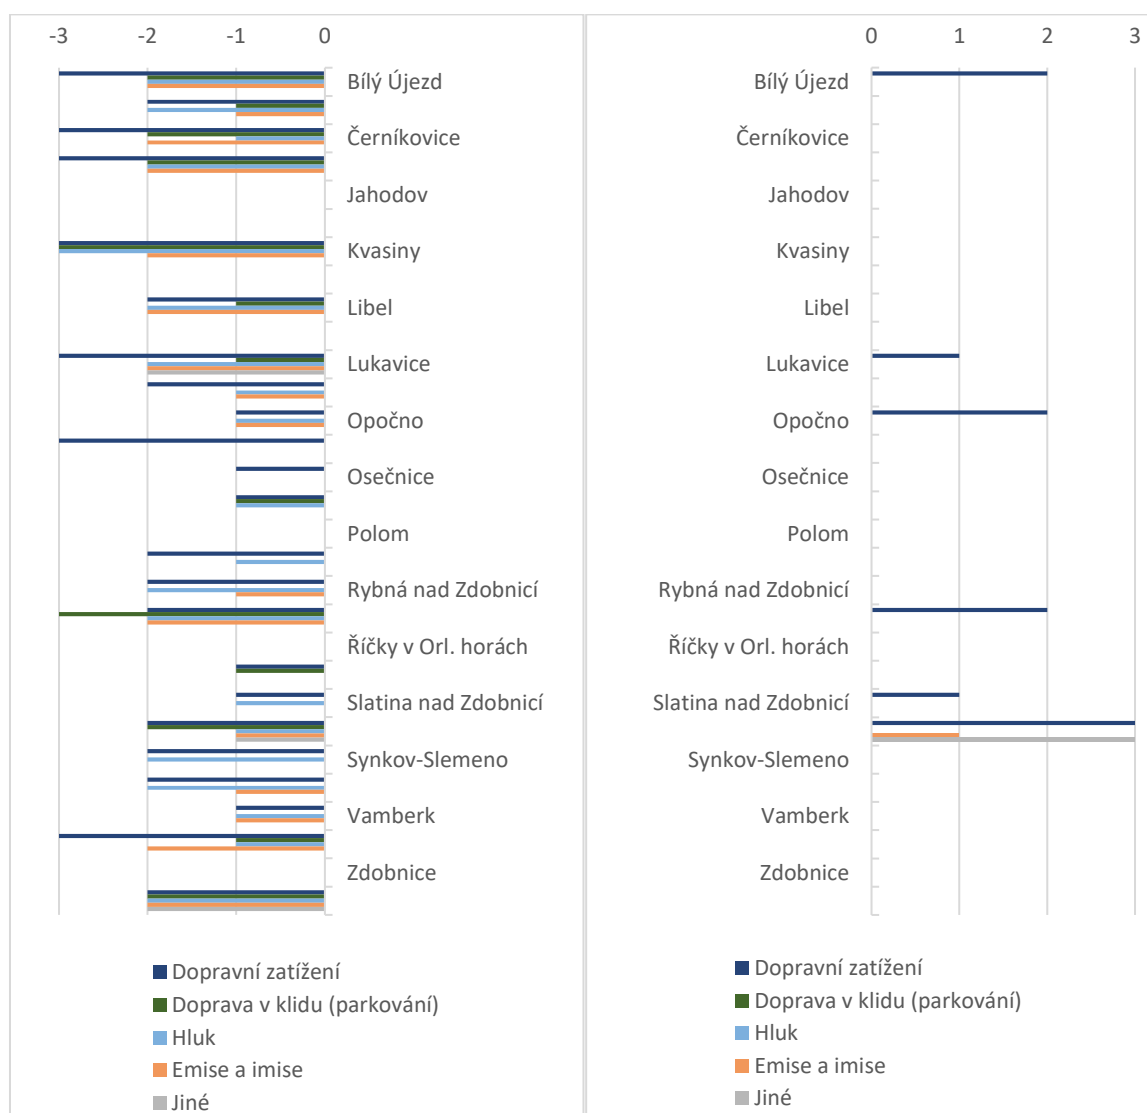 -3 -2 -1 0
Bílý Újezd
Černíkovice
Jahodov
Kvasiny
Libel
Lukavice
Opočno
Osečnice
Polom
Rybná nad Zdobnicí
Říčky v Orl. horách
Slatina nad Zdobnicí
Synkov-Slemeno
Vamberk
Zdobnice
Dopravní zatížení
Doprava v klidu (parkování)
Hluk
Emise a imise
Jiné
0 1 2 3
Bílý Újezd
Černíkovice
Jahodov
Kvasiny
Libel
Lukavice
Opočno
Osečnice
Polom
Rybná nad Zdobnicí
Říčky v Orl. horách
Slatina nad Zdobnicí
Synkov-Slemeno
Vamberk
Zdobnice
Dopravní zatížení
Doprava v klidu (parkování)
Hluk
Emise a imise
Jiné